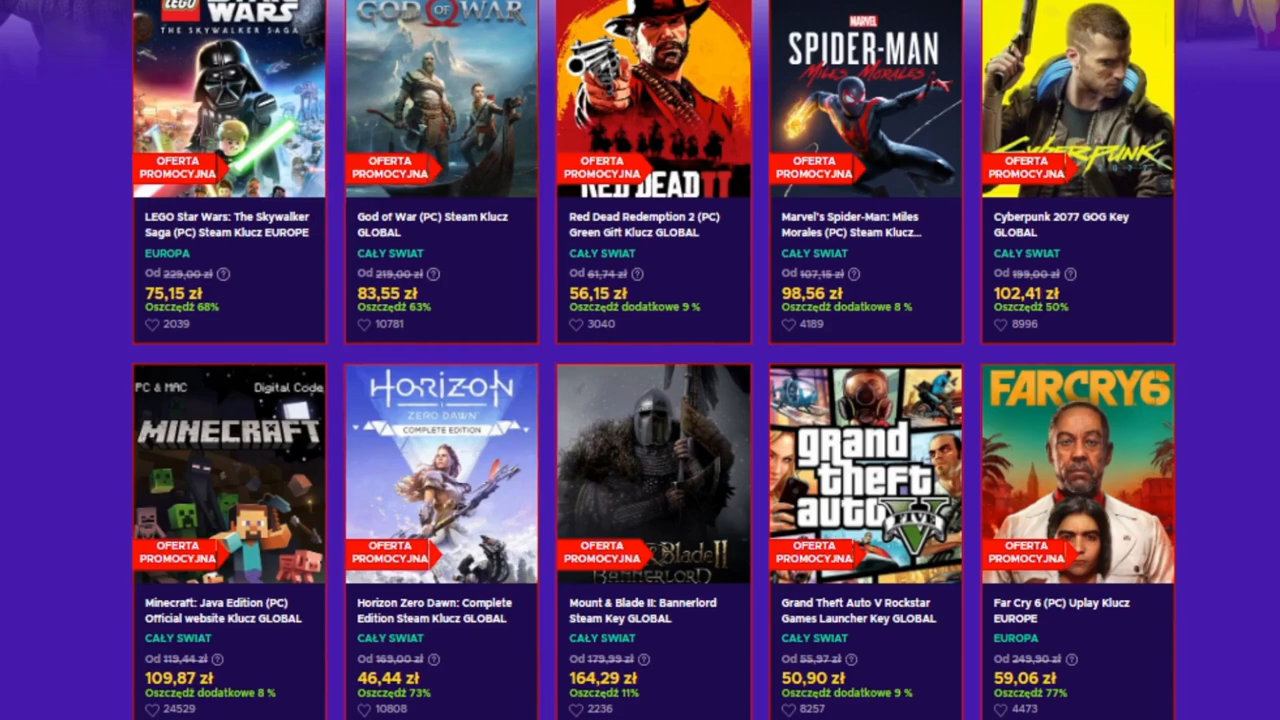 LEGO
WARS
THE SKYWALKER SAGA
OFERTA
PROMOCYJNA
LEGO Star Wars: The Skywalker
Saga (PC) Steam Klucz EUROPE
EUROPA
Od 229,00 zł ?
75,15 zł
Oszczędź 68%
2039
GOD OF WAR
OFERTA
PROMOCYJNA
God of War (PC) Steam Klucz
GLOBAL
CAŁY SWIAT
Od 219,00 zł ?
83,55 zł
Oszczędź 63%
10781
OFERTA
PROMOCYJNA
RED DEAD II
Red Dead Redemption 2 (PC)
Green Gift Klucz GLOBAL
CAŁY SWIAT
Od 61,74 zł ?
56,15 zł
Oszczędź dodatkowe 9 %
3040
MARVEL
SPIDER-MAN
MILES MORALES
OFERTA
PROMOCYJNA
Marvel's Spider-Man: Miles
Morales (PC) Steam Klucz...
CAŁY SWIAT
Od 107,15 zł ?
98,56 zł
Oszczędź dodatkowe 8 %
4189
CYBERPUNK
OFERTA
PROMOCYJNA
Cyberpunk 2077 GOG Key
GLOBAL
CAŁY SWIAT
Od 199,00 zł ?
102,41 zł
Oszczędź 50%
8996
PC & MAC Digital Code
MINECRAFT
OFERTA
PROMOCYJNA
Minecraft: Java Edition (PC)
Official website Klucz GLOBAL
CAŁY SWIAT
Od 119,44 zł ?
109,87 zł
Oszczędź dodatkowe 8 %
24529
HORIZON
ZERO DAWN
COMPLETE EDITION
OFERTA
PROMOCYJNA
Horizon Zero Dawn: Complete
Edition Steam Klucz GLOBAL
CAŁY SWIAT
Od 169,00 zł ?
46,44 zł
Oszczędź 73%
10808
& BLADE II
BANNERLORD
OFERTA
PROMOCYJNA
Mount & Blade II: Bannerlord
Steam Key GLOBAL
CAŁY SWIAT
Od 179,99 zł ?
164,29 zł
Oszczędź 11%
2236
grand
theft
auto V
FIVE
OFERTA
PROMOCYJNA
Grand Theft Auto V Rockstar
Games Launcher Key GLOBAL
CAŁY SWIAT
Od 55,97 zł ?
50,90 zł
Oszczędź dodatkowe 9 %
8257
FARCRY6
OFERTA
PROMOCYJNA
Far Cry 6 (PC) Uplay Klucz
EUROPE
EUROPA
Od 249,90 zł ?
59,06 zł
Oszczędź 77%
4473